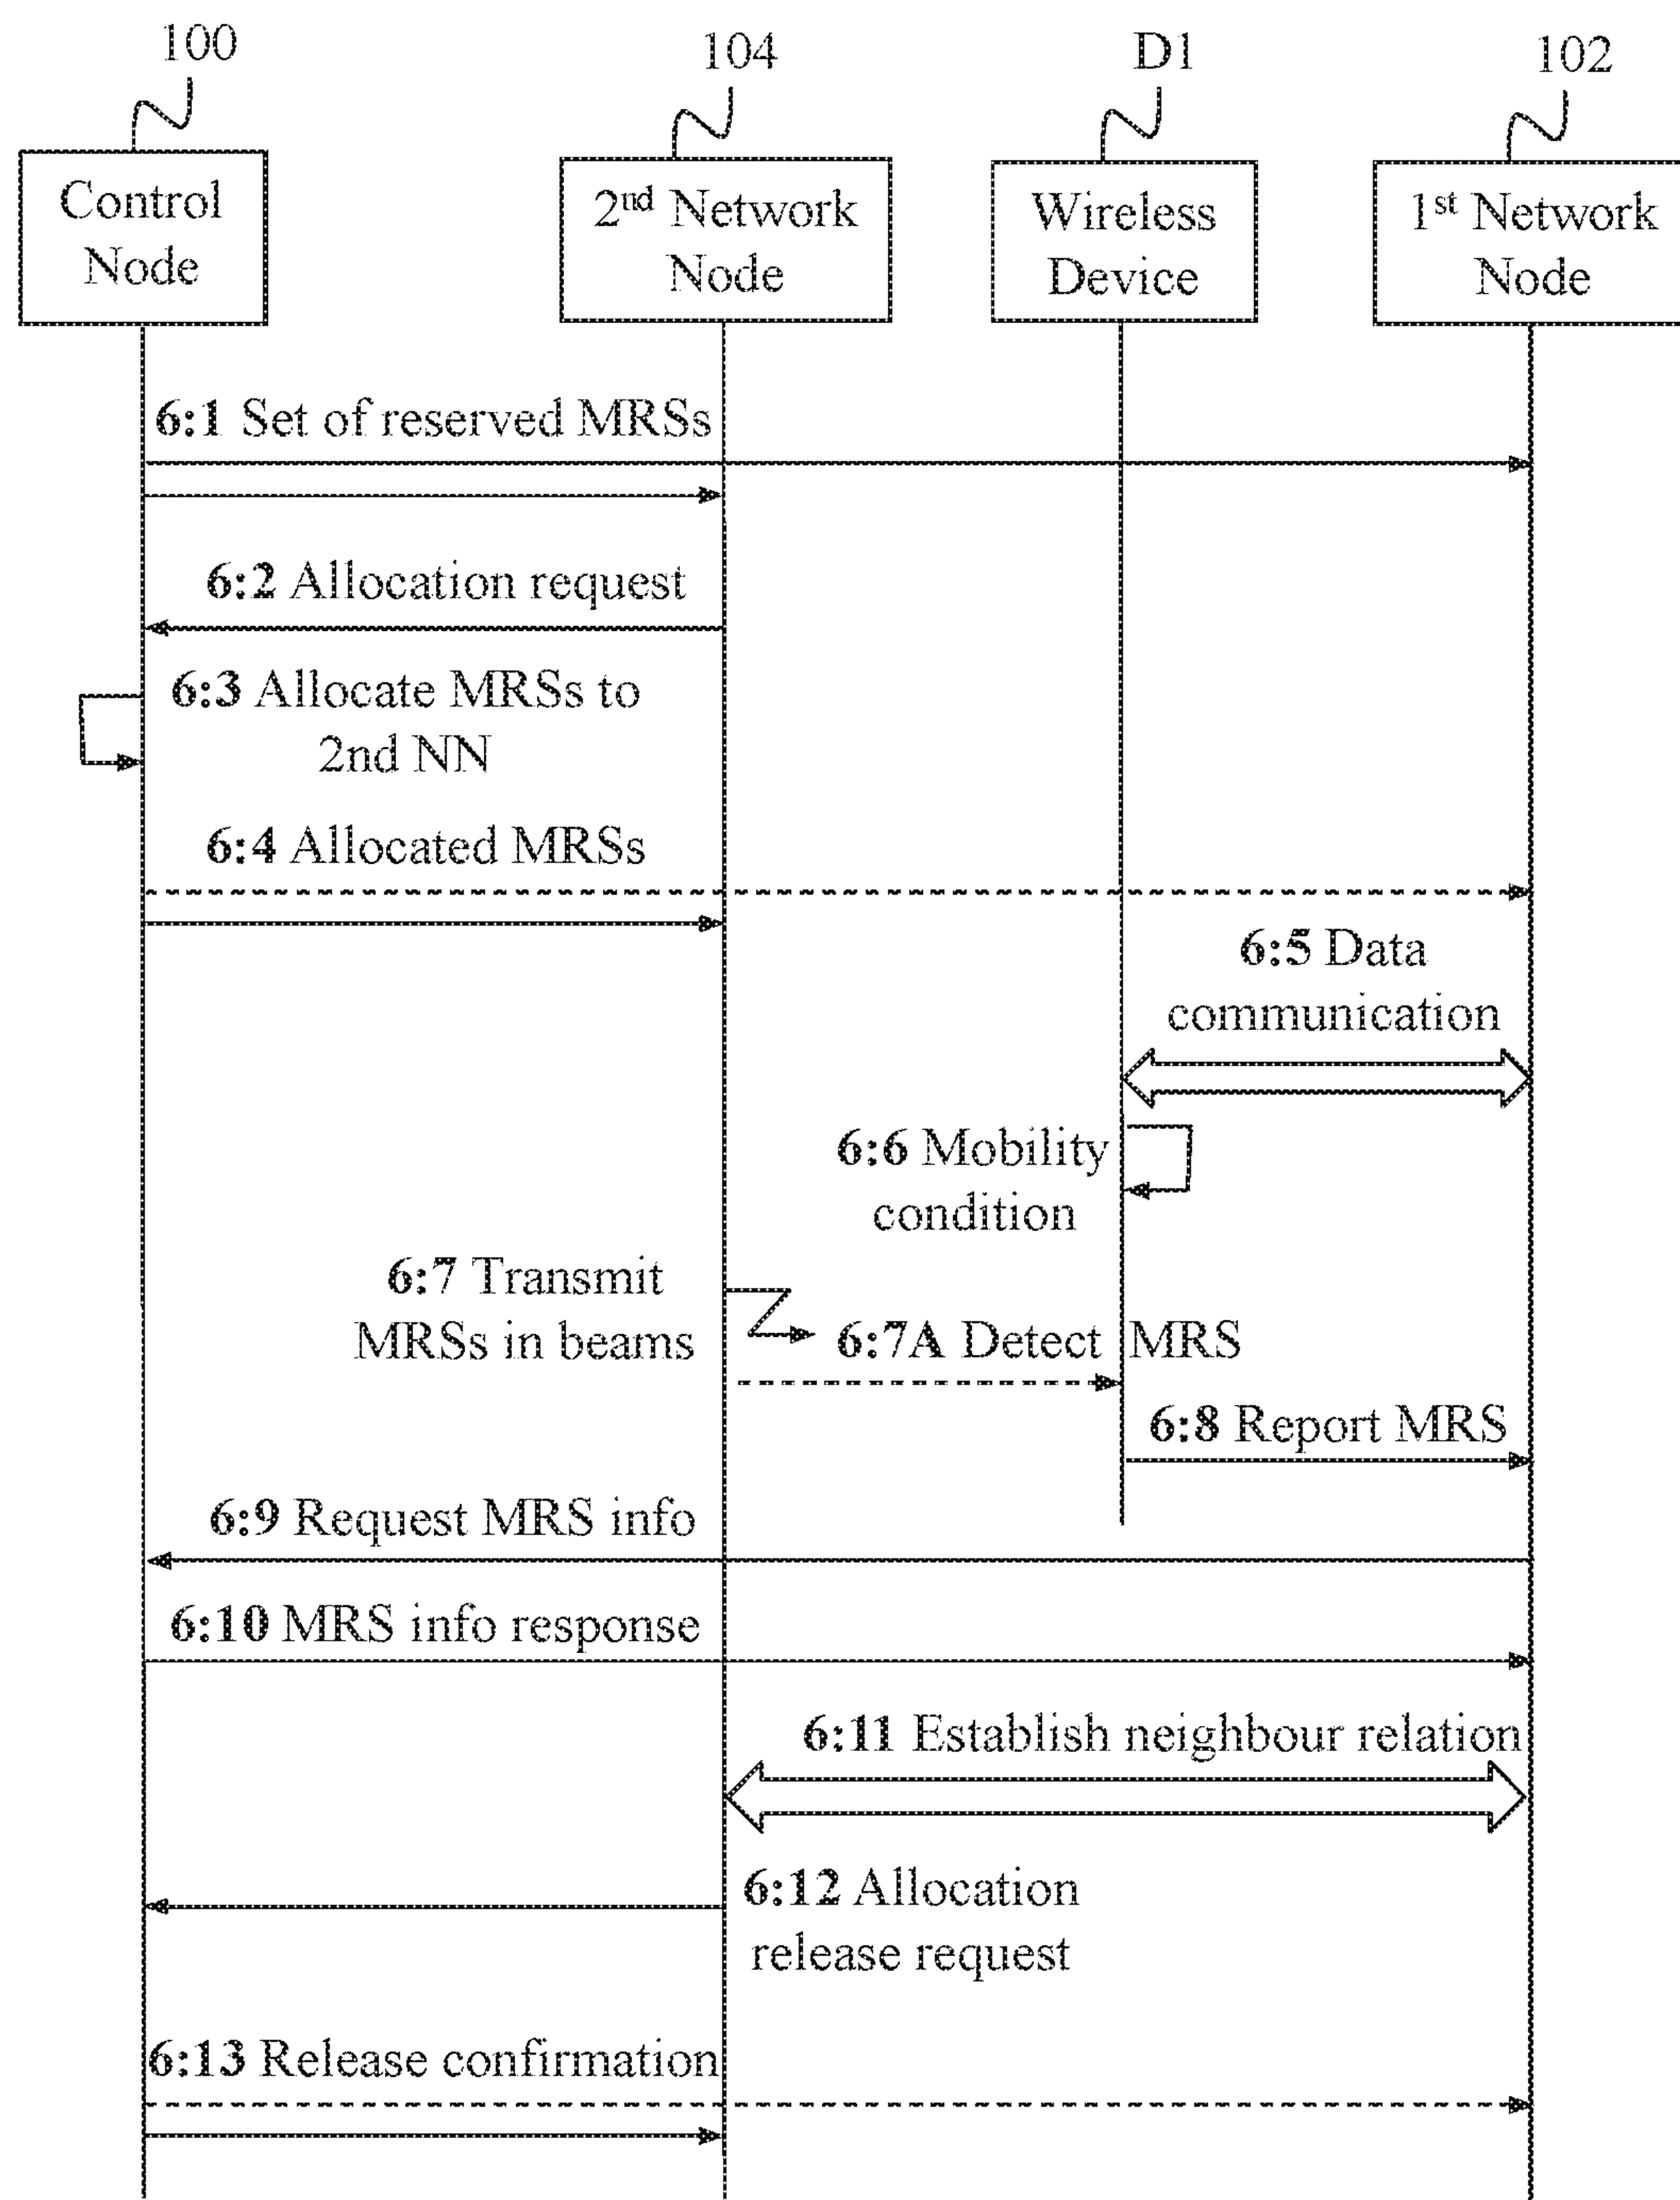 100
104
D1
102
Control
Node
2nd Network
Node
Wireless
Device
1st Network
Node
6:1 Set of reserved MRSs
6:2 Allocation request
6:3 Allocate MRSs to
2nd NN
6:4 Allocated MRSs
6:5 Data
communication
6:6 Mobility
condition
6:7 Transmit
MRSs in beams
6:7A Detect MRS
6:8 Report MRS
6:9 Request MRS info
6:10 MRS info response
6:11 Establish neighbour relation
6:12 Allocation
release request
6:13 Release confirmation